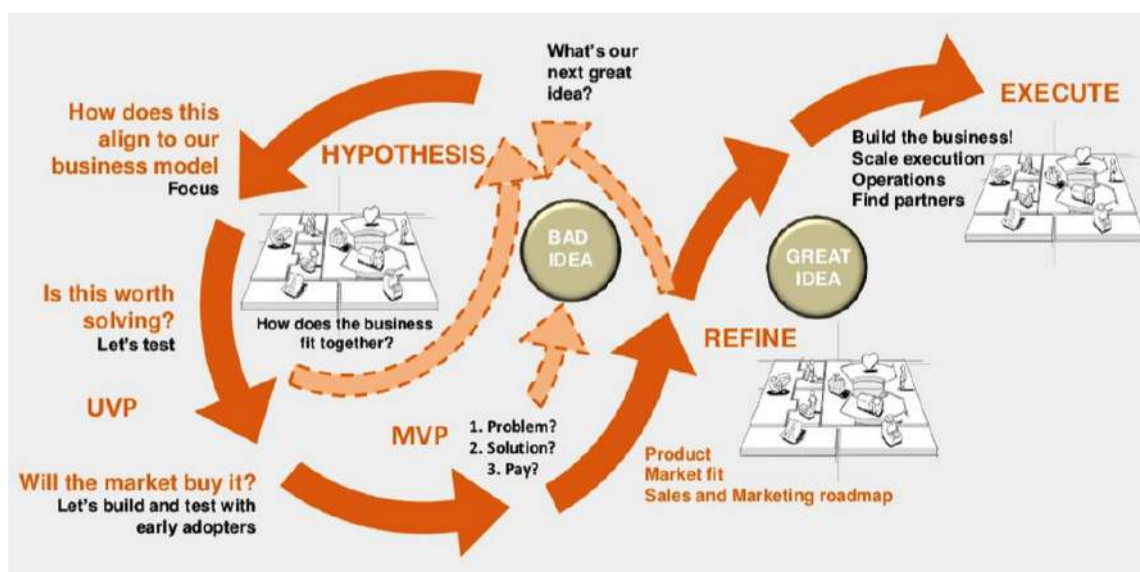 What's our
next great
idea?
How does this
align to our
business model
Focus
HYPOTHESIS
EXECUTE
Build the business!
Scale execution
Operations
Find partners
BAD
IDEA
GREAT
IDEA
Is this worth
solving?
Let's test
How does the business
fit together?
REFINE
UVP
MVP
1. Problem?
2. Solution?
3. Pay?
Will the market buy it?
Let's build and test with
early adopters
Product
Market fit
Sales and Marketing roadmap